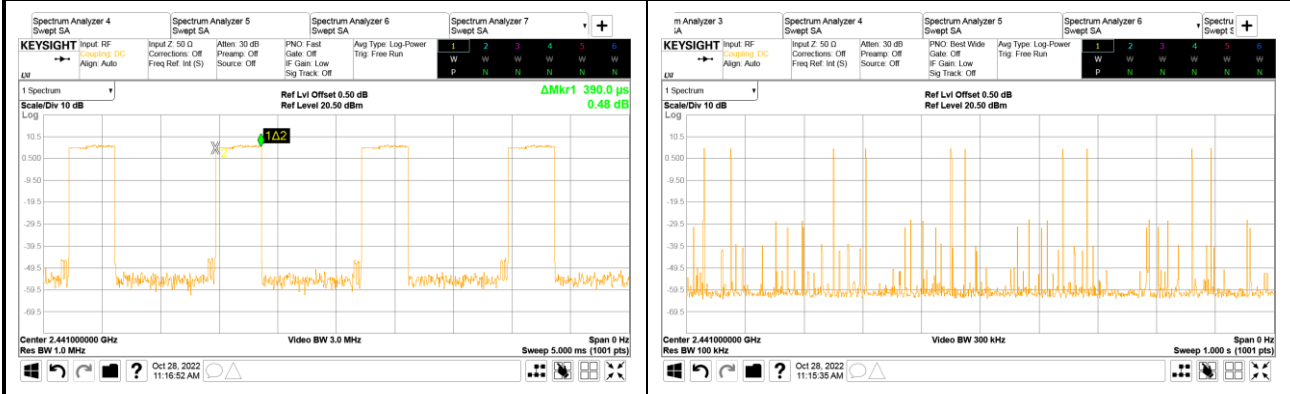 Spectrum Analyzer 4
Swept SA
Spectrum Analyzer 5
Swept SA
Spectrum Analyzer 6
Swept SA
Spectrum Analyzer 7
Swept SA
KEYSIGHT
Input: RF
Coupling: DC
Align: Auto
Input Z: 50 Ω
Corrections: Off
Freq Ref: Int (S)
Atten: 30 dB
Preamp: Off
Source: Off
PNO: Fast
Gate: Off
IF Gain: Low
Sig Track: Off
Avg Type: Log-Power
Trig: Free Run
1 2 3 4 5 6
W W W W W W
P N N N N N
LXI
1 Spectrum
Scale/Div 10 dB
Log
Ref Lvl Offset 0.50 dB
Ref Level 20.50 dBm
ΔMkr1 390.0 µs
0.48 dB
10.5
0.500
-9.50
-19.5
-29.5
-39.5
-49.5
-59.5
-69.5
X
2
1Δ2
Center 2.441000000 GHz
Res BW 1.0 MHz
Video BW 3.0 MHz
Span 0 Hz
Sweep 5.000 ms (1001 pts)
Oct 28, 2022
11:16:52 AM
m Analyzer 3
SA
Spectrum Analyzer 4
Swept SA
Spectrum Analyzer 5
Swept SA
Spectrum Analyzer 6
Swept SA
Spectru
Swept S
KEYSIGHT
Input: RF
Coupling: DC
Align: Auto
Input Z: 50 Ω
Corrections: Off
Freq Ref: Int (S)
Atten: 30 dB
Preamp: Off
Source: Off
PNO: Best Wide
Gate: Off
IF Gain: Low
Sig Track: Off
Avg Type: Log-Power
Trig: Free Run
1 2 3 4 5 6
W W W W W W
P N N N N N
LXI
1 Spectrum
Scale/Div 10 dB
Log
Ref Lvl Offset 0.50 dB
Ref Level 20.50 dBm
10.5
0.500
-9.50
-19.5
-29.5
-39.5
-49.5
-59.5
-69.5
Center 2.441000000 GHz
Res BW 100 kHz
Video BW 300 kHz
Span 0 Hz
Sweep 1.000 s (1001 pts)
Oct 28, 2022
11:15:35 AM